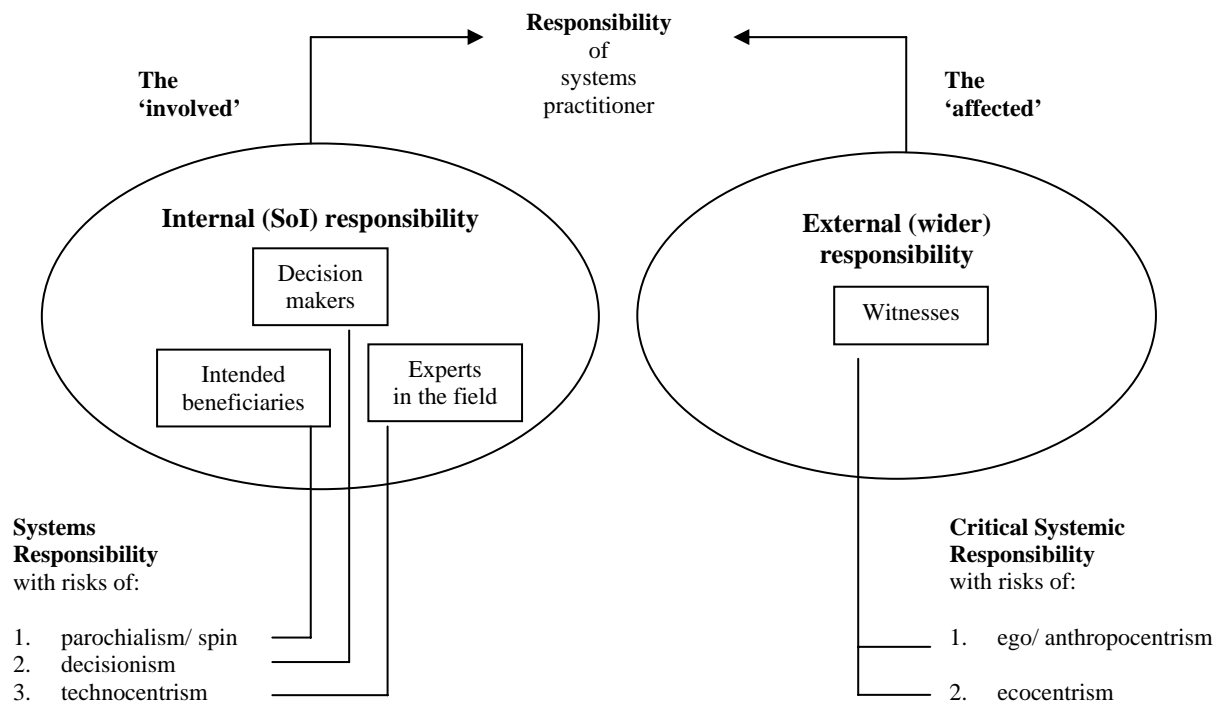 Responsibility
of
systems
practitioner
The
‘involved’
The
‘affected’
Internal (SoI) responsibility
Decision
makers
Intended
beneficiaries
Experts
in the field
External (wider)
responsibility
Witnesses
Systems
Responsibility
with risks of:
1. parochialism/ spin
2. decisionism
3. technocentrism
Critical Systemic
Responsibility
with risks of:
1. ego/ anthropocentrism
2. ecocentrism